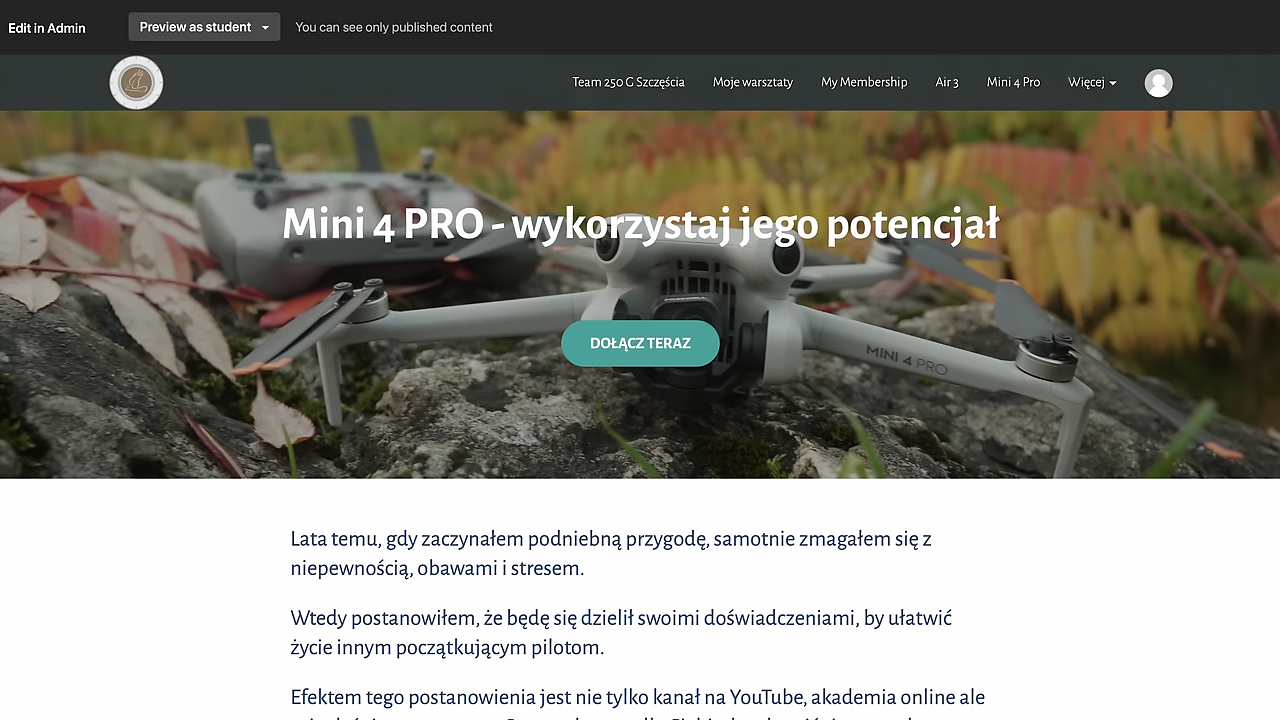 Edit in Admin
Preview as student
You can see only published content
Team 250 G Szczęścia
Moje warsztaty
My Membership
Air 3
Mini 4 Pro
Więcej
Mini 4 PRO - wykorzystaj jego potencjał
DOŁĄCZ TERAZ
MINI 4 PRO
Lata temu, gdy zaczynałem podniebną przygodę, samotnie zmagałem się z
niepewnością, obawami i stresem.
Wtedy postanowiłem, że będę się dzielił swoimi doświadczeniami, by ułatwić
życie innym początkującym pilotom.
Efektem tego postanowienia jest nie tylko kanał na YouTube, akademia online ale